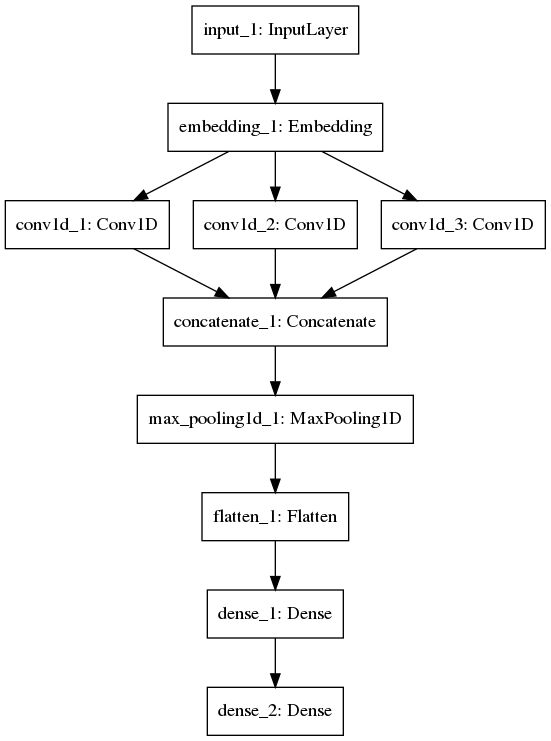 input_1: InputLayer
embedding_1: Embedding
conv1d_1: Conv1D
conv1d_2: Conv1D
conv1d_3: Conv1D
concatenate_1: Concatenate
max_pooling1d_1: MaxPooling1D
flatten_1: Flatten
dense_1: Dense
dense_2: Dense